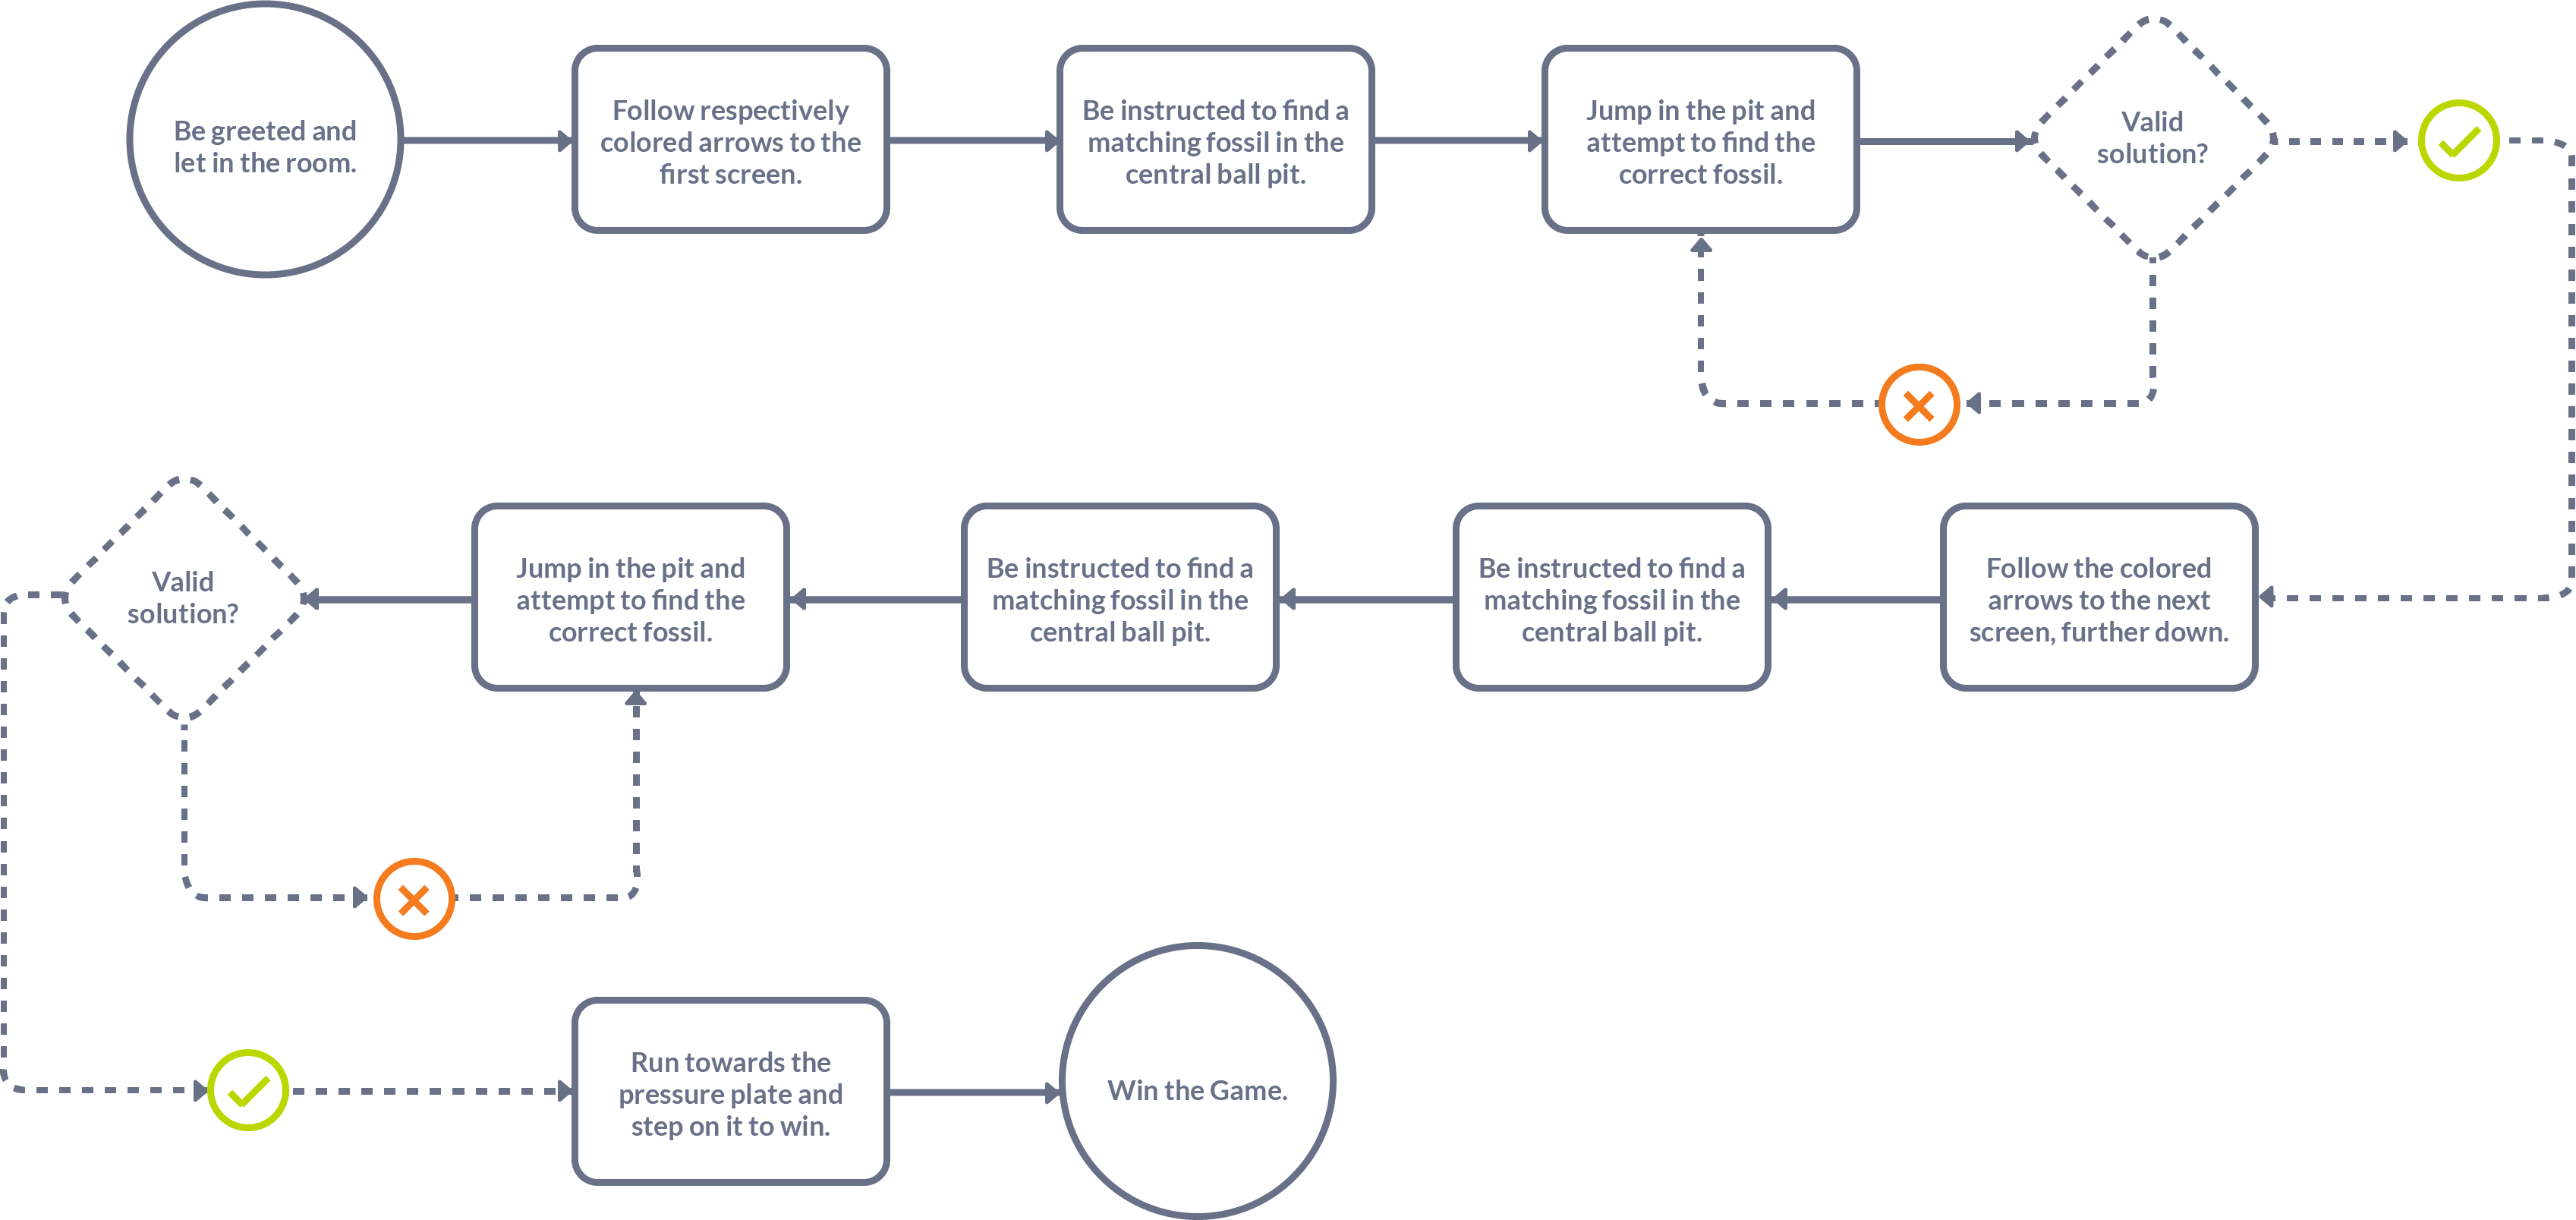 Be greeted and
let in the room.
Follow respectively
colored arrows to the
first screen.
Be instructed to find a
matching fossil in the
central ball pit.
Jump in the pit and
attempt to find the
correct fossil.
Valid
solution?
Follow the colored
arrows to the next
screen, further down.
Be instructed to find a
matching fossil in the
central ball pit.
Be instructed to find a
matching fossil in the
central ball pit.
Jump in the pit and
attempt to find the
correct fossil.
Valid
solution?
Run towards the
pressure plate and
step on it to win.
Win the Game.